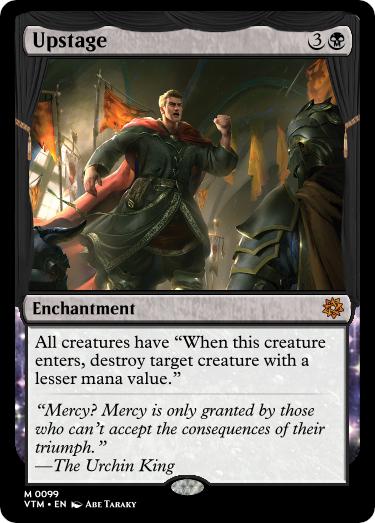 Upstage 3
Enchantment
All creatures have “When this creature
enters, destroy target creature with a
lesser mana value.”
“Mercy? Mercy is only granted by those
who can’t accept the consequences of their
triumph.”
—The Urchin King
M 0099
VTM • EN Abe Taraky